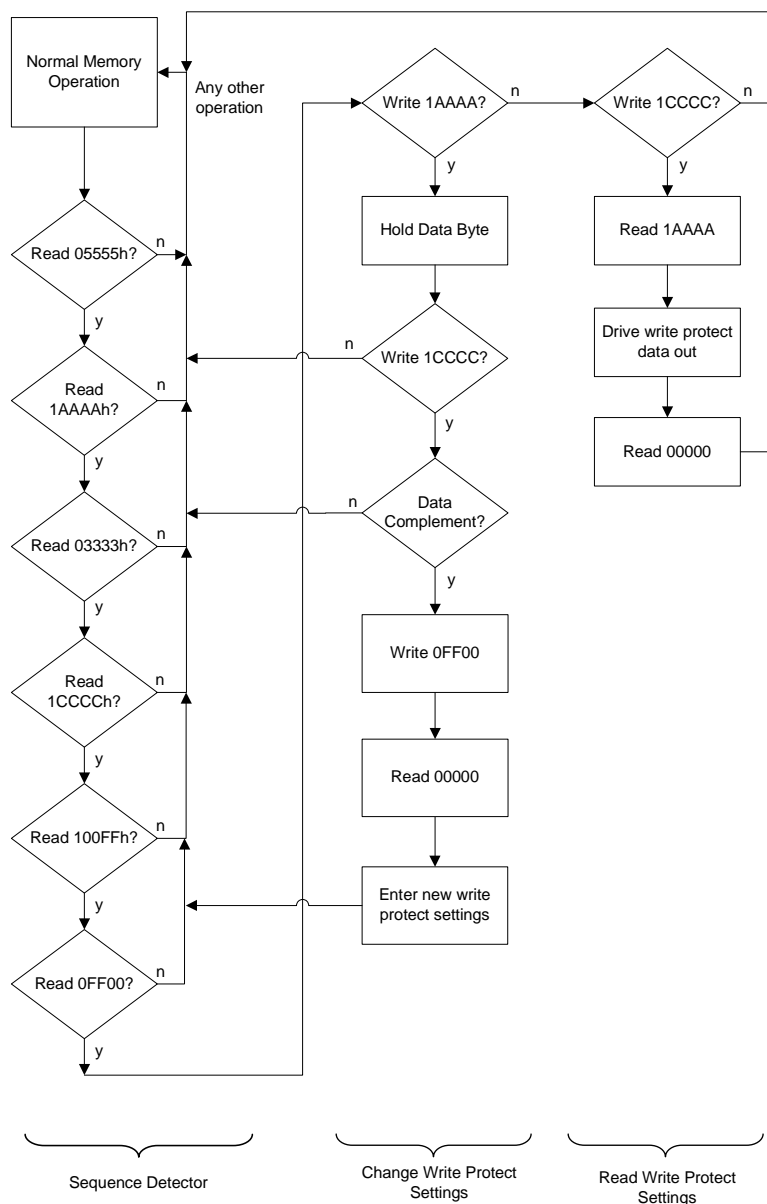 Normal Memory
Operation
Any other
operation
Read 05555h?
n
y
Read
1AAAAh?
n
y
Read 03333h?
n
y
Read
1CCCCh?
n
y
Read 100FFh?
n
y
Read 0FF00?
n
y
Sequence Detector
Write 1AAAA?
n
y
Hold Data Byte
Write 1CCCC?
n
y
Data
Complement?
n
y
Write 0FF00
Read 00000
Enter new write
protect settings
Change Write Protect
Settings
Write 1CCCC?
n
y
Read 1AAAA
Drive write protect
data out
Read 00000
Read Write Protect
Settings